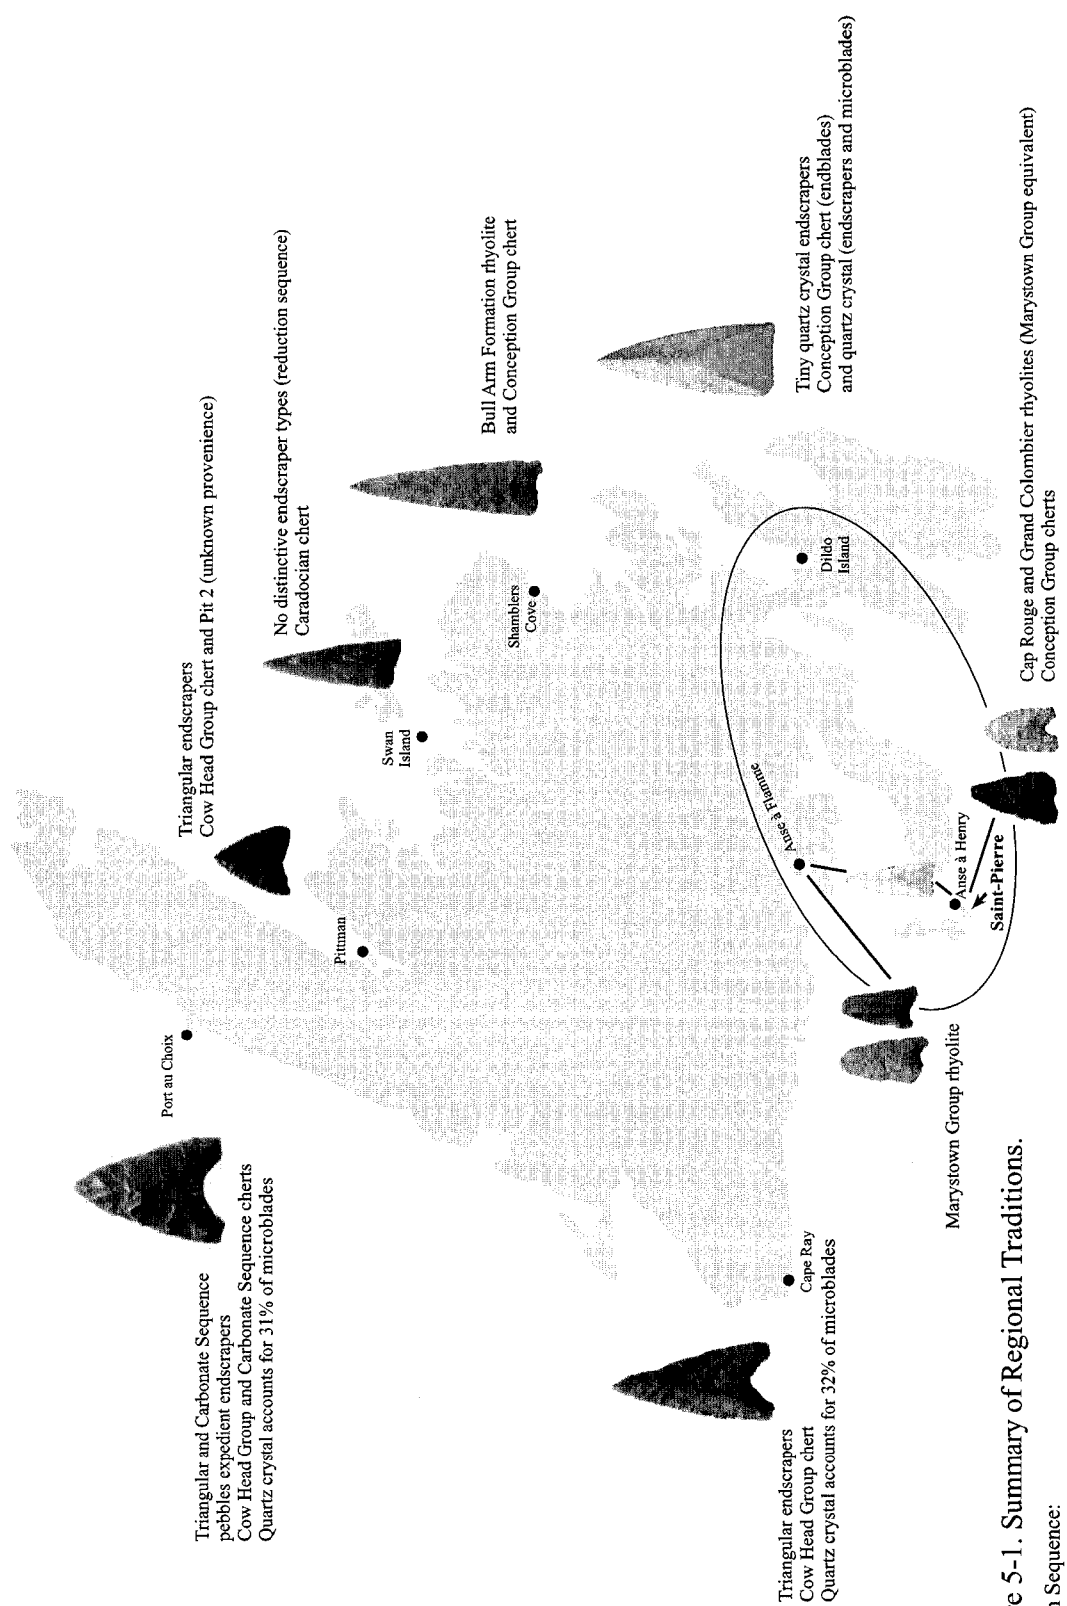 Triangular and Carbonate Sequence
pebbles expedient endscrapers
Cow Head Group and Carbonate Sequence cherts
Quartz crystal accounts for 31% of microblades
Port au Choix
Triangular endscrapers
Cow Head Group chert and Pit 2 (unknown provenience)
Pittman
No distinctive endscraper types (reduction sequence)
Caradocian chert
Swan
Island
Bull Arm Formation rhyolite
and Conception Group chert
Shamblers
Cove
Tiny quartz crystal endscrapers
Conception Group chert (endblades)
and quartz crystal (endscrapers and microblades)
Dildo
Island
Triangular endscrapers
Cow Head Group chert
Quartz crystal accounts for 32% of microblades
Cape Ray
Anse à Flamme
Anse à Henry
Saint-Pierre
Marystown Group rhyolite
Cap Rouge and Grand Colombier rhyolites (Marystown Group equivalent)
Conception Group cherts
5-1. Summary of Regional Traditions.
Sequence: